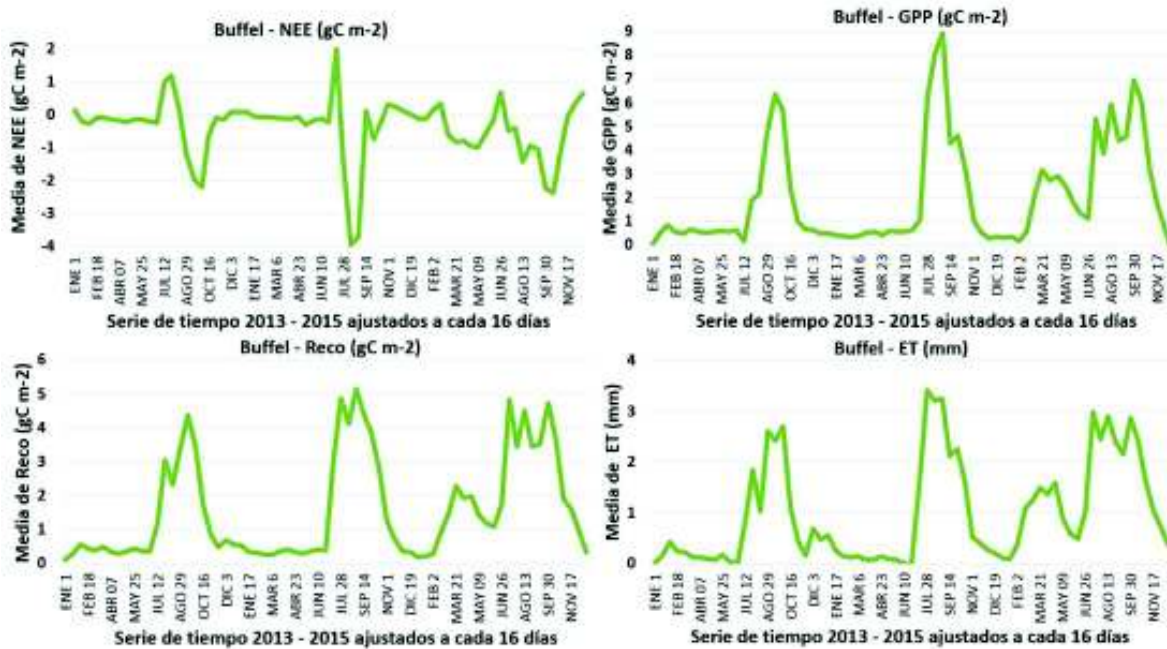 Buffel - NEE (gC m-2)
Media de NEE (gC m-2)
2
1
0
-1
-2
-3
-4
ENE 1
FEB 18
ABR 07
MAY 25
JUL 12
AGO 29
OCT 16
DIC 3
ENE 17
MAR 6
ABR 23
JUN 10
JUL 28
SEP 14
NOV 1
DIC 19
FEB 2
MAR 21
MAY 09
JUN 26
AGO 13
SEP 30
NOV 17
Serie de tiempo 2013 - 2015 ajustados a cada 16 días
Buffel - GPP (gC m-2)
Media de GPP (gC m-2)
9
8
7
6
5
4
3
2
1
0
ENE 1
FEB 18
ABR 07
MAY 25
JUL 12
AGO 29
OCT 16
DIC 3
ENE 17
MAR 6
ABR 23
JUN 10
JUL 28
SEP 14
NOV 1
DIC 19
FEB 2
MAR 21
MAY 09
JUN 26
AGO 13
SEP 30
NOV 17
Serie de tiempo 2013 - 2015 ajustados a cada 16 días
Buffel - Reco (gC m-2)
Media de Reco (gC m-2)
6
5
4
3
2
1
0
ENE 1
FEB 18
ABR 07
MAY 25
JUL 12
AGO 29
OCT 16
DIC 3
ENE 17
MAR 6
ABR 23
JUN 10
JUL 28
SEP 14
NOV 1
DIC 19
FEB 2
MAR 21
MAY 09
JUN 26
AGO 13
SEP 30
NOV 17
Serie de tiempo 2013 - 2015 ajustados a cada 16 días
Buffel - ET (mm)
Media de ET (mm)
4
3
2
1
0
ENE 1
FEB 18
ABR 07
MAY 25
JUL 12
AGO 29
OCT 16
DIC 3
ENE 17
MAR 6
ABR 23
JUN 10
JUL 28
SEP 14
NOV 1
DIC 19
FEB 2
MAR 21
MAY 09
JUN 26
AGO 13
SEP 30
NOV 17
Serie de tiempo 2013 - 2015 ajustados a cada 16 días